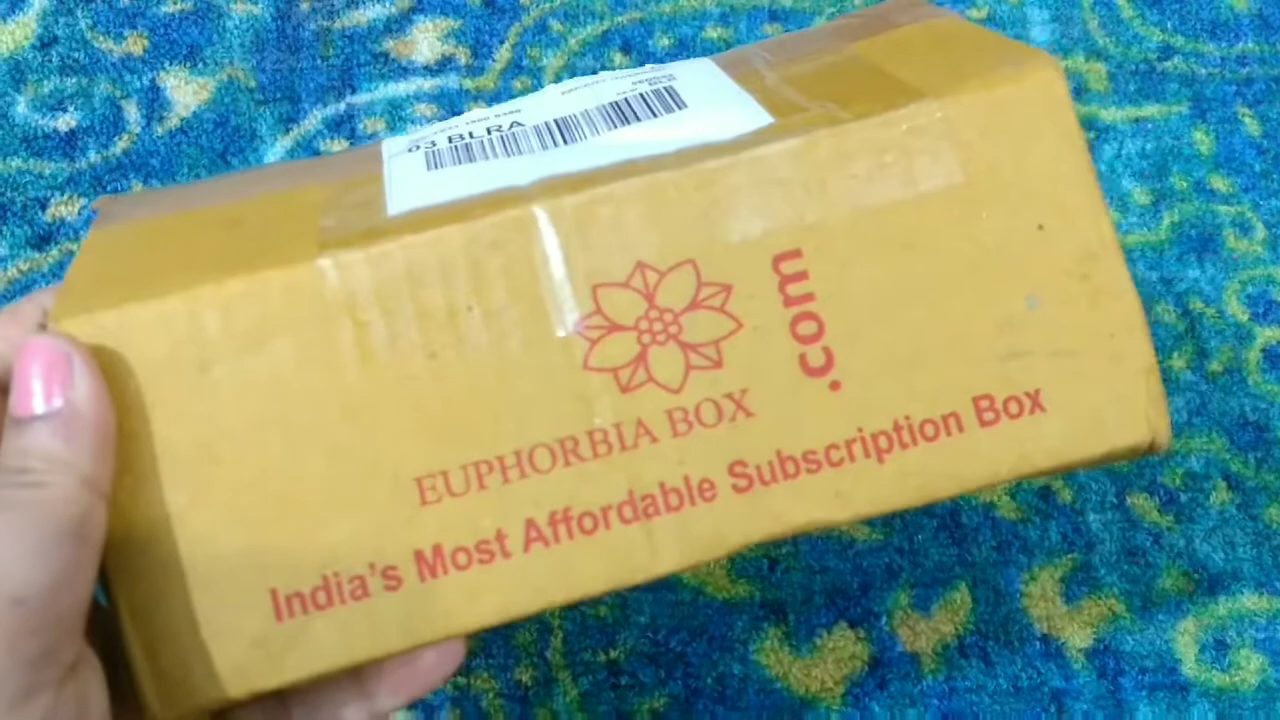 03 BLRA
EUPHORBIA BOX
.com
India's Most Affordable Subscription Box